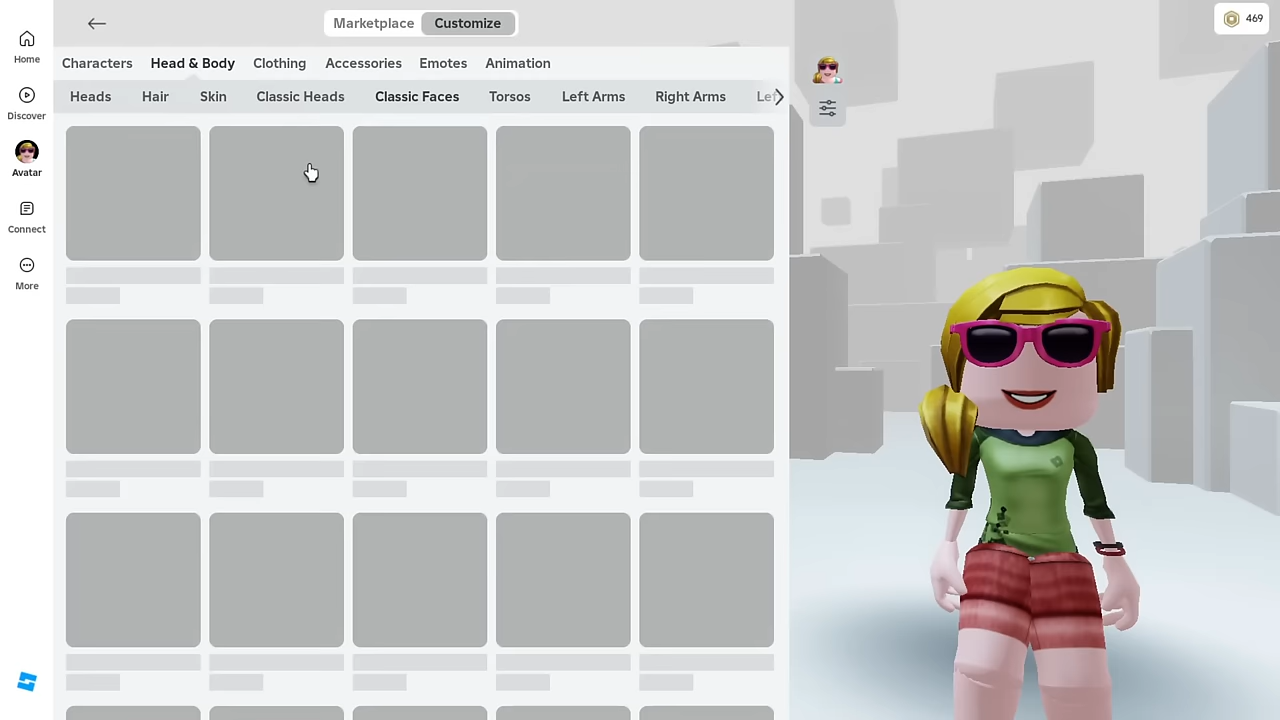 Marketplace Customize
469
Home
Discover
Avatar
Connect
More
Characters Head & Body Clothing Accessories Emotes Animation
Heads Hair Skin Classic Heads Classic Faces Torsos Left Arms Right Arms Le